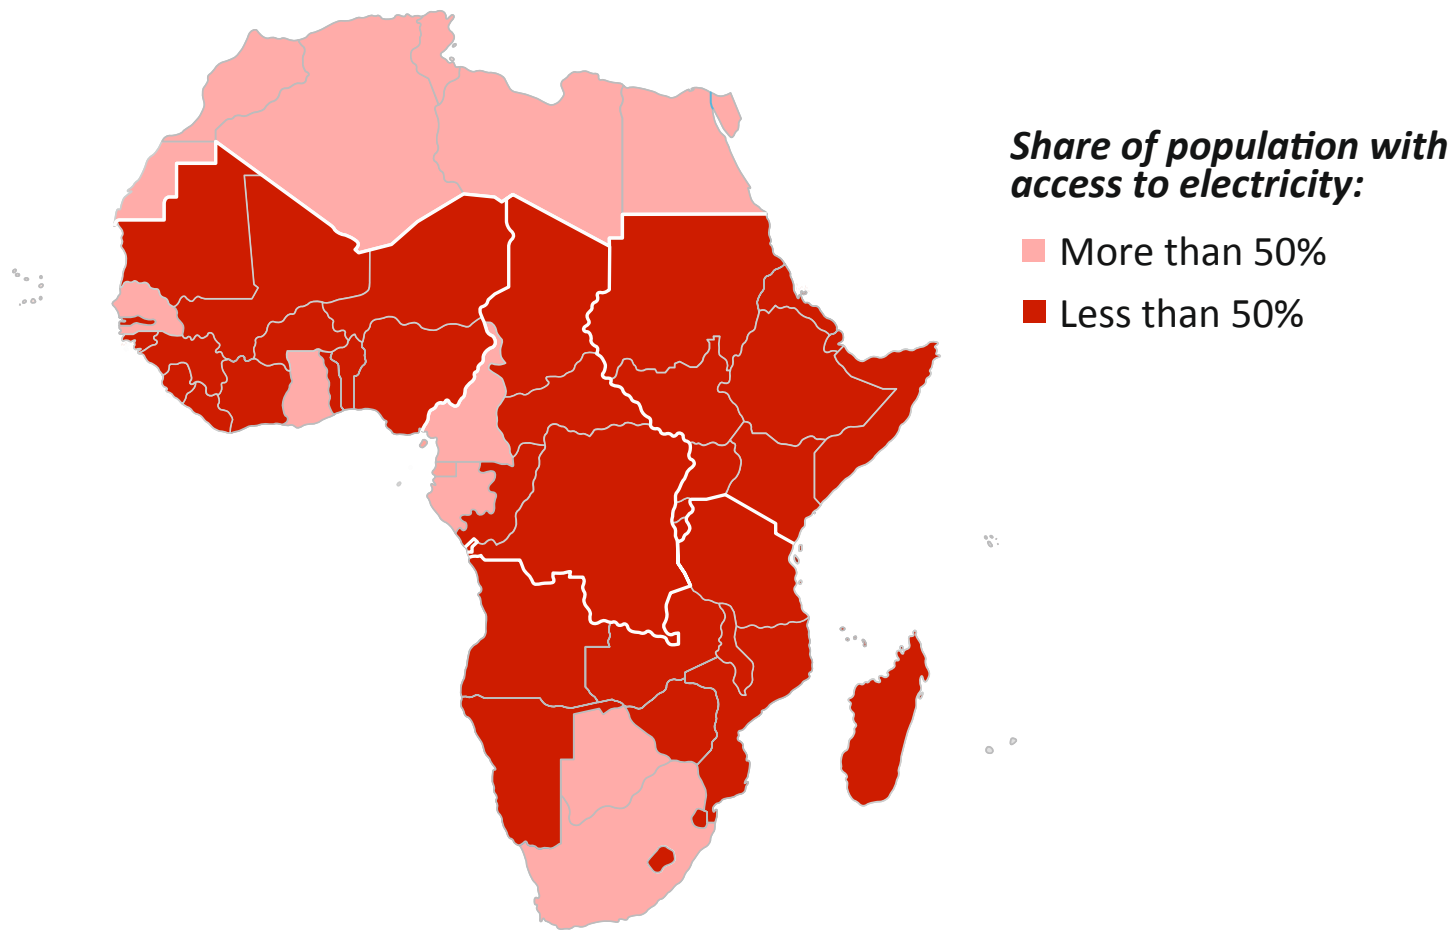 Share of population with
access to electricity:
More than 50%
Less than 50%